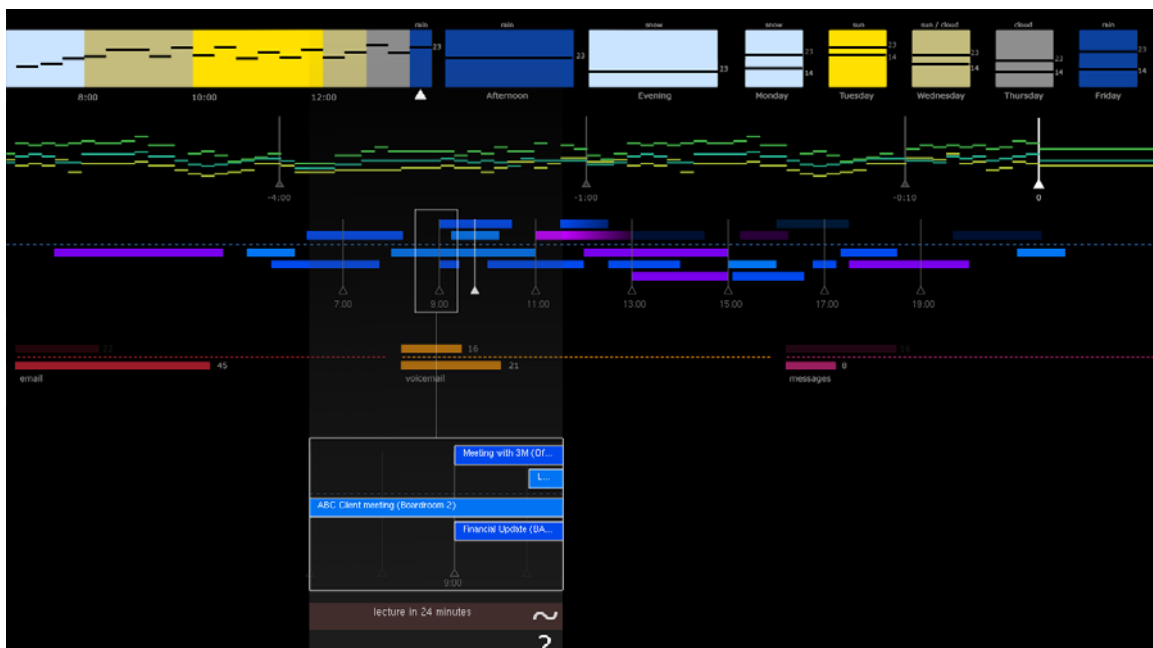 rain rain snow snow sun sun / cloud cloud rain
23 23 23 23 14 23 14 23 14 23 14 23 14
8:00 10:00 12:00 Afternoon Evening Monday Tuesday Wednesday Thursday Friday
-4:00 -1:00 -0:10 0
7:00 9:00 11:00 13:00 15:00 17:00 19:00
22 16 16
45 21 8
email voicemail messages
Meeting with 3M (Of...
L...
ABC Client meeting (Boardroom 2)
Financial Update (BA...
9:00
lecture in 24 minutes ~
?